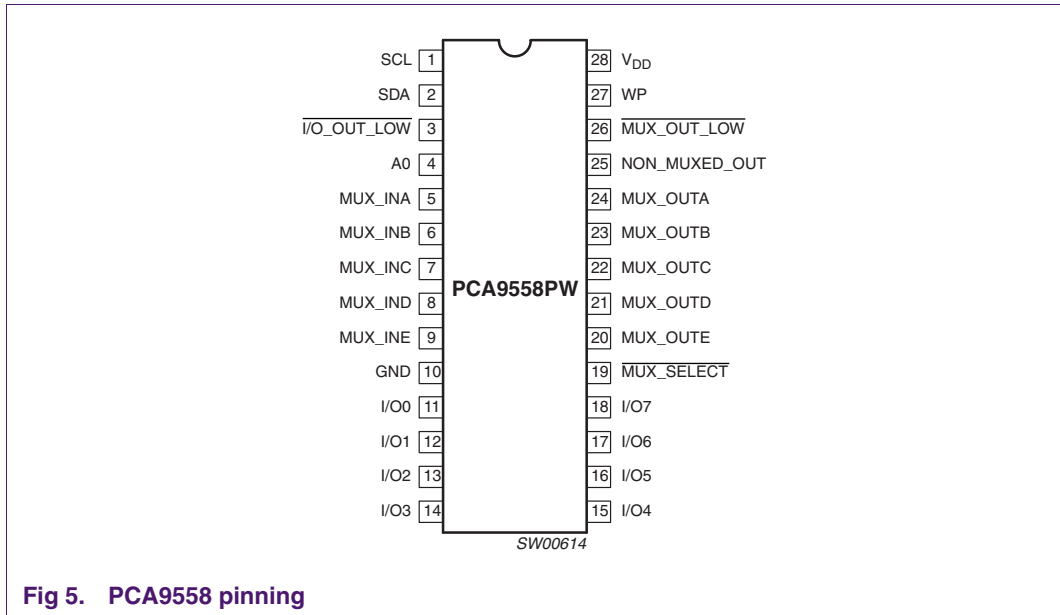 SCL 1 28 VDD
SDA 2 27 WP
I/O_OUT_LOW 3 26 MUX_OUT_LOW
A0 4 25 NON_MUXED_OUT
MUX_INA 5 24 MUX_OUTA
MUX_INB 6 23 MUX_OUTB
MUX_INC 7 22 MUX_OUTC
PCA9558PW
MUX_IND 8 21 MUX_OUTD
MUX_INE 9 20 MUX_OUTE
GND 10 19 MUX_SELECT
I/O0 11 18 I/O7
I/O1 12 17 I/O6
I/O2 13 16 I/O5
I/O3 14 15 I/O4
SW00614
Fig 5. PCA9558 pinning